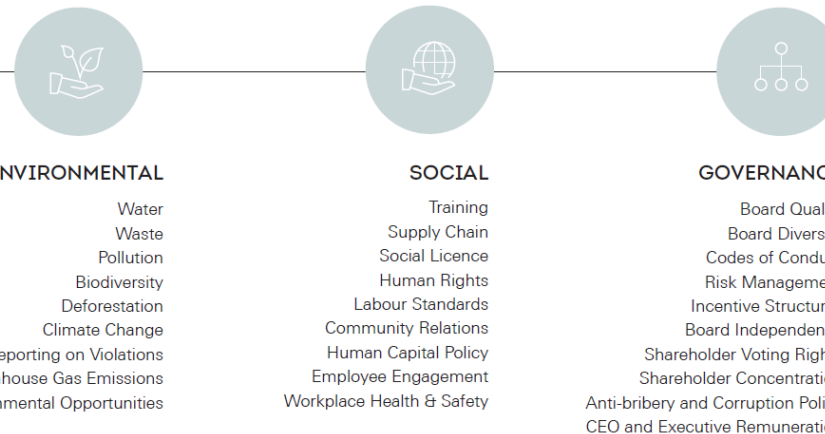 NVIRONMENTAL
Water
Waste
Pollution
Biodiversity
Deforestation
Climate Change
eporting on Violations
house Gas Emissions
nmental Opportunities
SOCIAL
Training
Supply Chain
Social Licence
Human Rights
Labour Standards
Community Relations
Human Capital Policy
Employee Engagement
Workplace Health & Safety
GOVERNANC
Board Qual
Board Divers
Codes of Condu
Risk Manageme
Incentive Structur
Board Independen
Shareholder Voting Righ
Shareholder Concentrati
Anti-bribery and Corruption Poli
CEO and Executive Remunerati